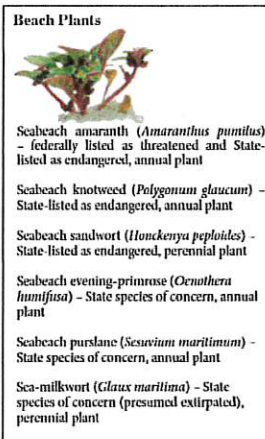 Beach Plants
Seabeach amaranth (Amaranthus pumilus)
– federally listed as threatened and State-
listed as endangered, annual plant
Seabeach knotweed (Polygonum glaucum) –
State-listed as endangered, annual plant
Seabeach sandwort (Honckenya peploides) –
State-listed as endangered, perennial plant
Seabeach evening-primrose (Oenothera
humifusa) – State species of concern, annual
plant
Seabeach purslane (Sesuvium maritimum) –
State species of concern, annual plant
Sea-milkwort (Glaux maritima) – State
species of concern (presumed extirpated),
perennial plant